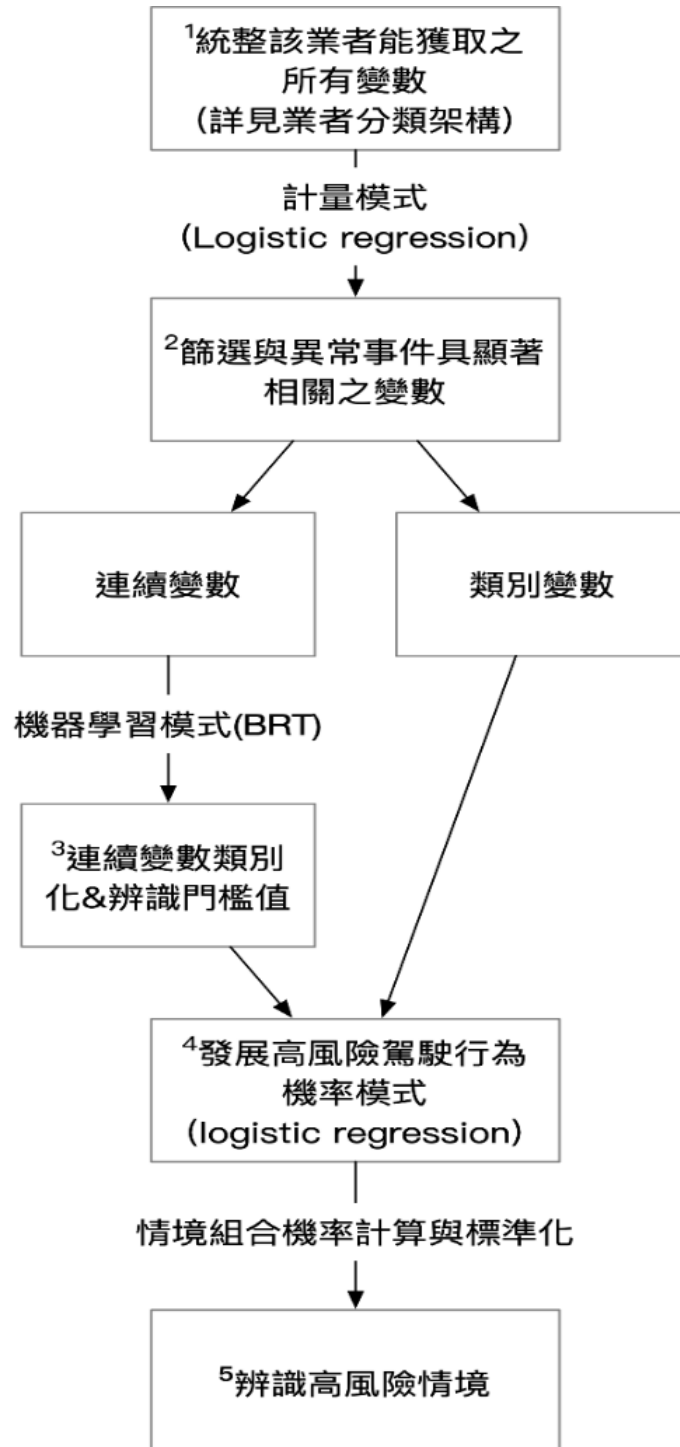 ¹統整該業者能獲取之
所有變數
(詳見業者分類架構)
計量模式
(Logistic regression)
²篩選與異常事件具顯著
相關之變數
連續變數
類別變數
機器學習模式(BRT)
³連續變數類別
化&辨識門檻值
⁴發展高風險駕駛行為
機率模式
(logistic regression)
情境組合機率計算與標準化
⁵辨識高風險情境